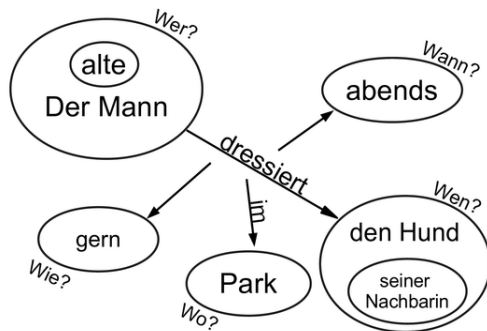 Wer?
alte
Der Mann
Wann?
abends
dressiert
Wen?
den Hund
seiner
Nachbarin
gern
Wie?
im
Park
Wo?